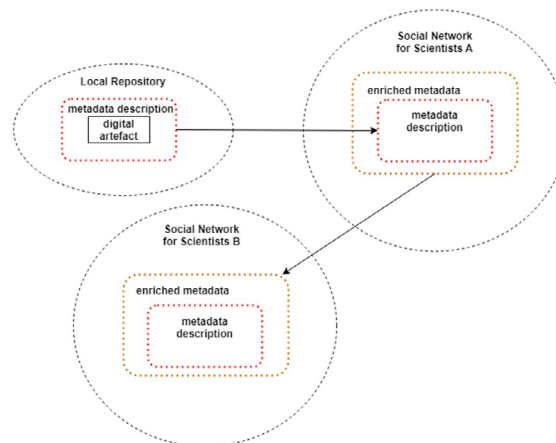 Social Network
for Scientists A
Local Repository
metadata description
digital
artefact
enriched metadata
metadata
description
Social Network
for Scientists B
enriched metadata
metadata
description